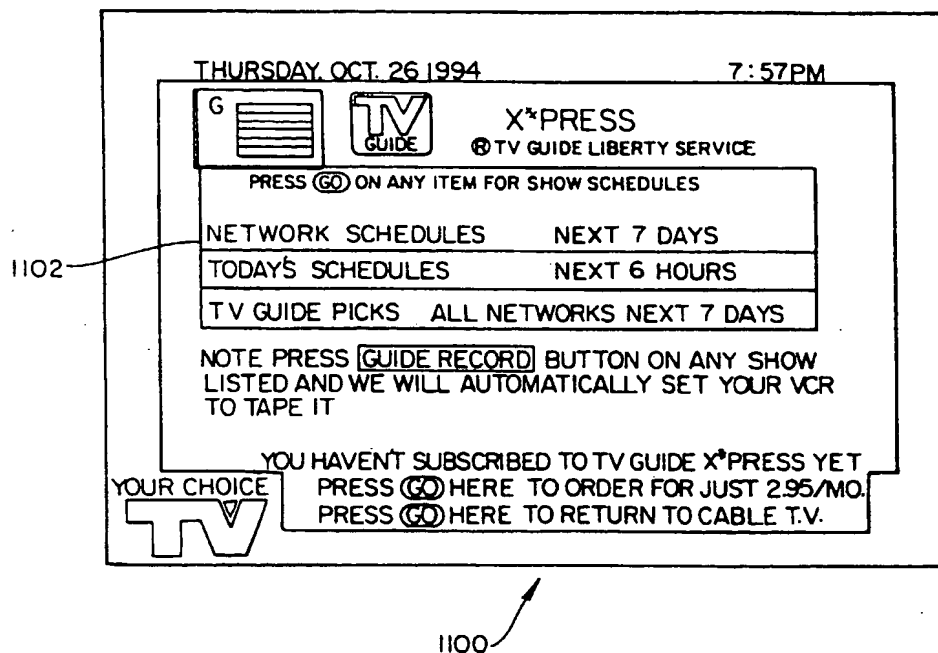 THURSDAY, OCT. 26 1994 7:57PM
G
TV
GUIDE
X*PRESS
® TV GUIDE LIBERTY SERVICE
PRESS GO ON ANY ITEM FOR SHOW SCHEDULES
NETWORK SCHEDULES NEXT 7 DAYS
1102
TODAY'S SCHEDULES NEXT 6 HOURS
TV GUIDE PICKS ALL NETWORKS NEXT 7 DAYS
NOTE PRESS GUIDE RECORD BUTTON ON ANY SHOW
LISTED AND WE WILL AUTOMATICALLY SET YOUR VCR
TO TAPE IT
YOU HAVEN'T SUBSCRIBED TO TV GUIDE X*PRESS YET
YOUR CHOICE
TV
PRESS GO HERE TO ORDER FOR JUST 2.95/MO.
PRESS GO HERE TO RETURN TO CABLE T.V.
1100